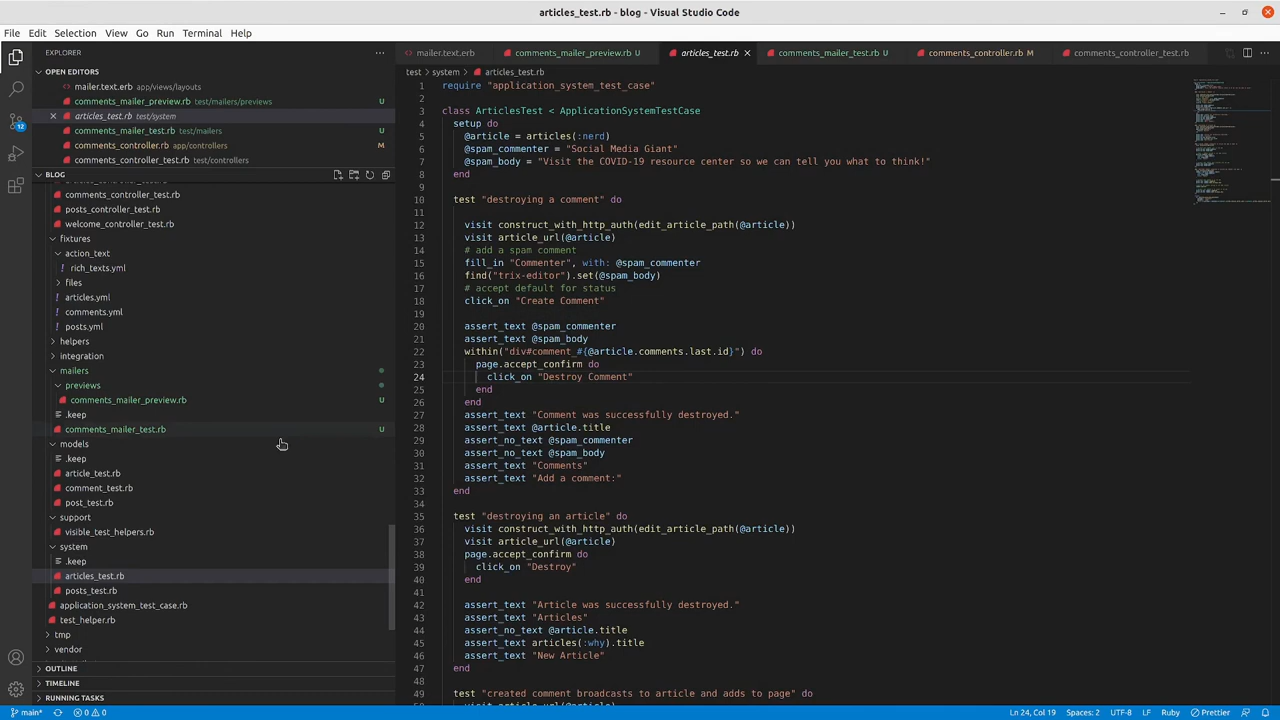 articles_test.rb - blog - Visual Studio Code
File Edit Selection View Go Run Terminal Help
EXPLORER
OPEN EDITORS
mailer.text.erb app/views/layouts
comments_mailer_preview.rb test/mailers/previews U
articles_test.rb test/system
comments_mailer_test.rb test/mailers U
comments_controller.rb app/controllers M
comments_controller_test.rb test/controllers
BLOG
comments_controller_test.rb
posts_controller_test.rb
welcome_controller_test.rb
fixtures
action_text
rich_texts.yml
files
articles.yml
comments.yml
posts.yml
helpers
integration
mailers
previews
comments_mailer_preview.rb U
.keep
comments_mailer_test.rb U
models
.keep
article_test.rb
comment_test.rb
post_test.rb
support
visible_test_helpers.rb
system
.keep
articles_test.rb
posts_test.rb
application_system_test_case.rb
test_helper.rb
tmp
vendor
OUTLINE
TIMELINE
RUNNING TASKS
12
mailer.text.erb comments_mailer_preview.rb U articles_test.rb comments_mailer_test.rb U comments_controller.rb M comments_controller_test.rb
test > system > articles_test.rb
1 require "application_system_test_case"
2
3 class ArticlesTest < ApplicationSystemTestCase
4 setup do
5 @article = articles(:nerd)
6 @spam_commenter = "Social Media Giant"
7 @spam_body = "Visit the COVID-19 resource center so we can tell you what to think!"
8 end
9
10 test "destroying a comment" do
11
12 visit construct_with_http_auth(edit_article_path(@article))
13 visit article_url(@article)
14 # add a spam comment
15 fill_in "Commenter", with: @spam_commenter
16 find("trix-editor").set(@spam_body)
17 # accept default for status
18 click_on "Create Comment"
19
20 assert_text @spam_commenter
21 assert_text @spam_body
22 within("div#comment_#{@article.comments.last.id}") do
23 page.accept_confirm do
24 click_on "Destroy Comment"
25 end
26 end
27 assert_text "Comment was successfully destroyed."
28 assert_text @article.title
29 assert_no_text @spam_commenter
30 assert_no_text @spam_body
31 assert_text "Comments"
32 assert_text "Add a comment:"
33 end
34
35 test "destroying an article" do
36 visit construct_with_http_auth(edit_article_path(@article))
37 visit article_url(@article)
38 page.accept_confirm do
39 click_on "Destroy"
40 end
41
42 assert_text "Article was successfully destroyed."
43 assert_text "Articles"
44 assert_no_text @article.title
45 assert_text articles(:why).title
46 assert_text "New Article"
47 end
48
49 test "created comment broadcasts to article and adds to page" do
main* 0 0 Ln 24, Col 19 Spaces: 2 UTF-8 LF Ruby Prettier